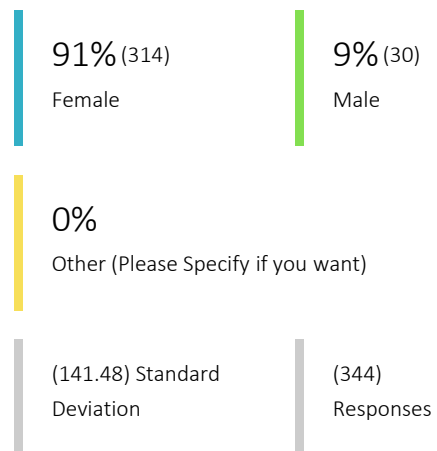 91% (314)
Female
9% (30)
Male
0%
Other (Please Specify if you want)
(141.48) Standard
Deviation
(344)
Responses